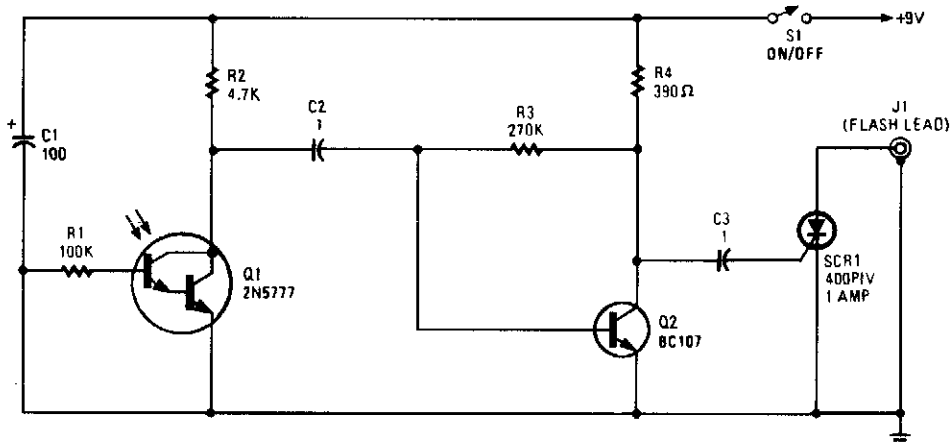 +9V
S1
ON/OFF
R2
4.7K
R4
390Ω
C2
1
R3
270K
J1
(FLASH LEAD)
+
C1
100
R1
100K
C3
1
Q1
2N5777
SCR1
400PIV
1 AMP
Q2
BC107